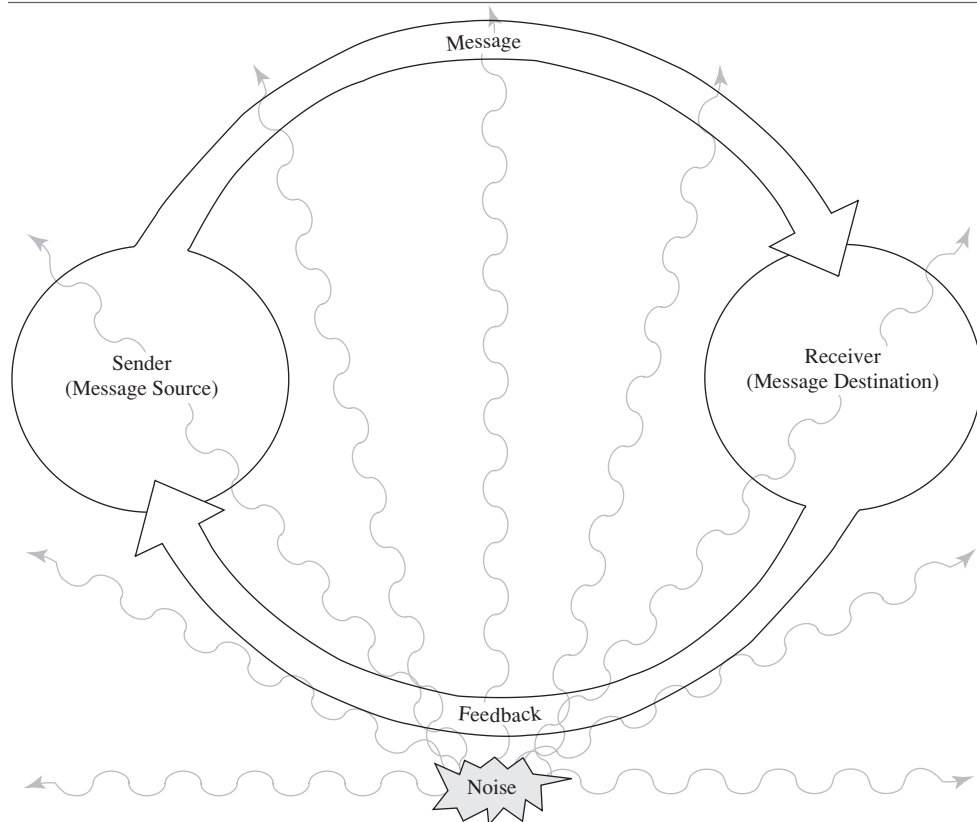 Message
Sender
(Message Source)
Receiver
(Message Destination)
Feedback
Noise